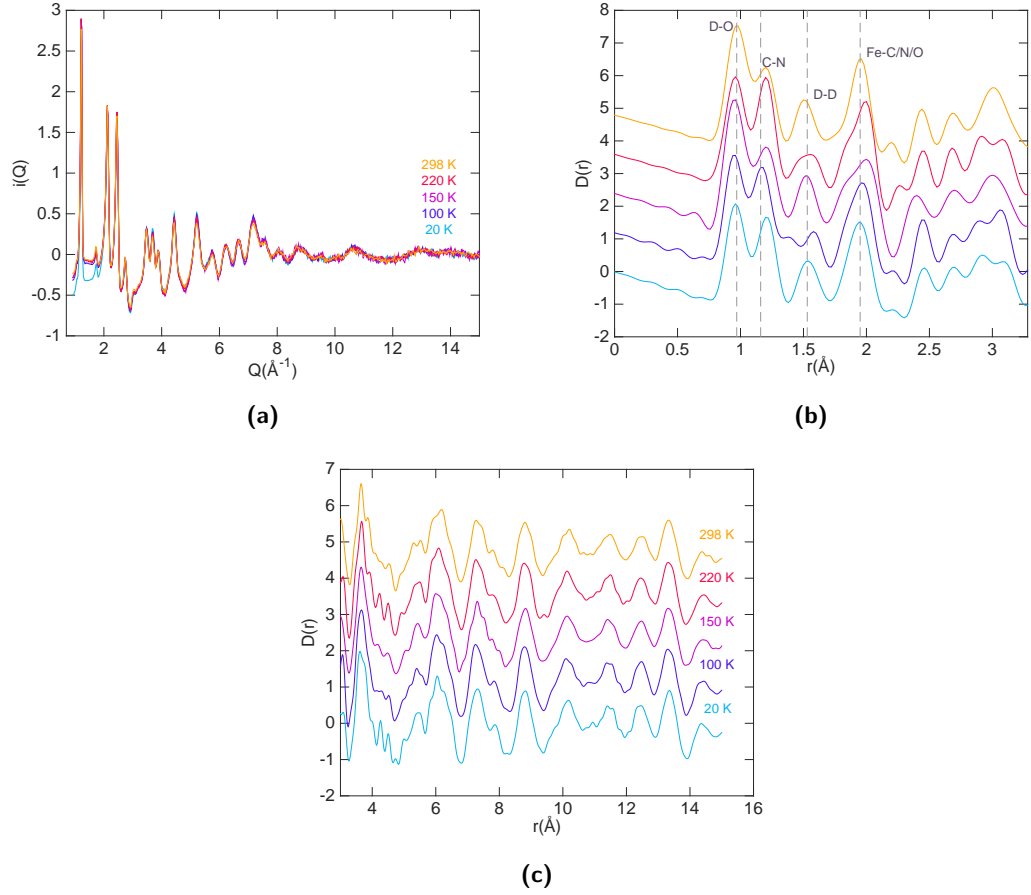 3
2.5
2
1.5
1
0.5
0
-0.5
-1
i(Q)
298 K
220 K
150 K
100 K
20 K
2 4 6 8 10 12 14
Q(Å⁻¹)
(a)
8
7
6
5
4
3
2
1
0
-1
-2
D(r)
D-O
C-N
D-D
Fe-C/N/O
0 0.5 1 1.5 2 2.5 3
r(Å)
(b)
7
6
5
4
3
2
1
0
-1
-2
D(r)
298 K
220 K
150 K
100 K
20 K
4 6 8 10 12 14 16
r(Å)
(c)